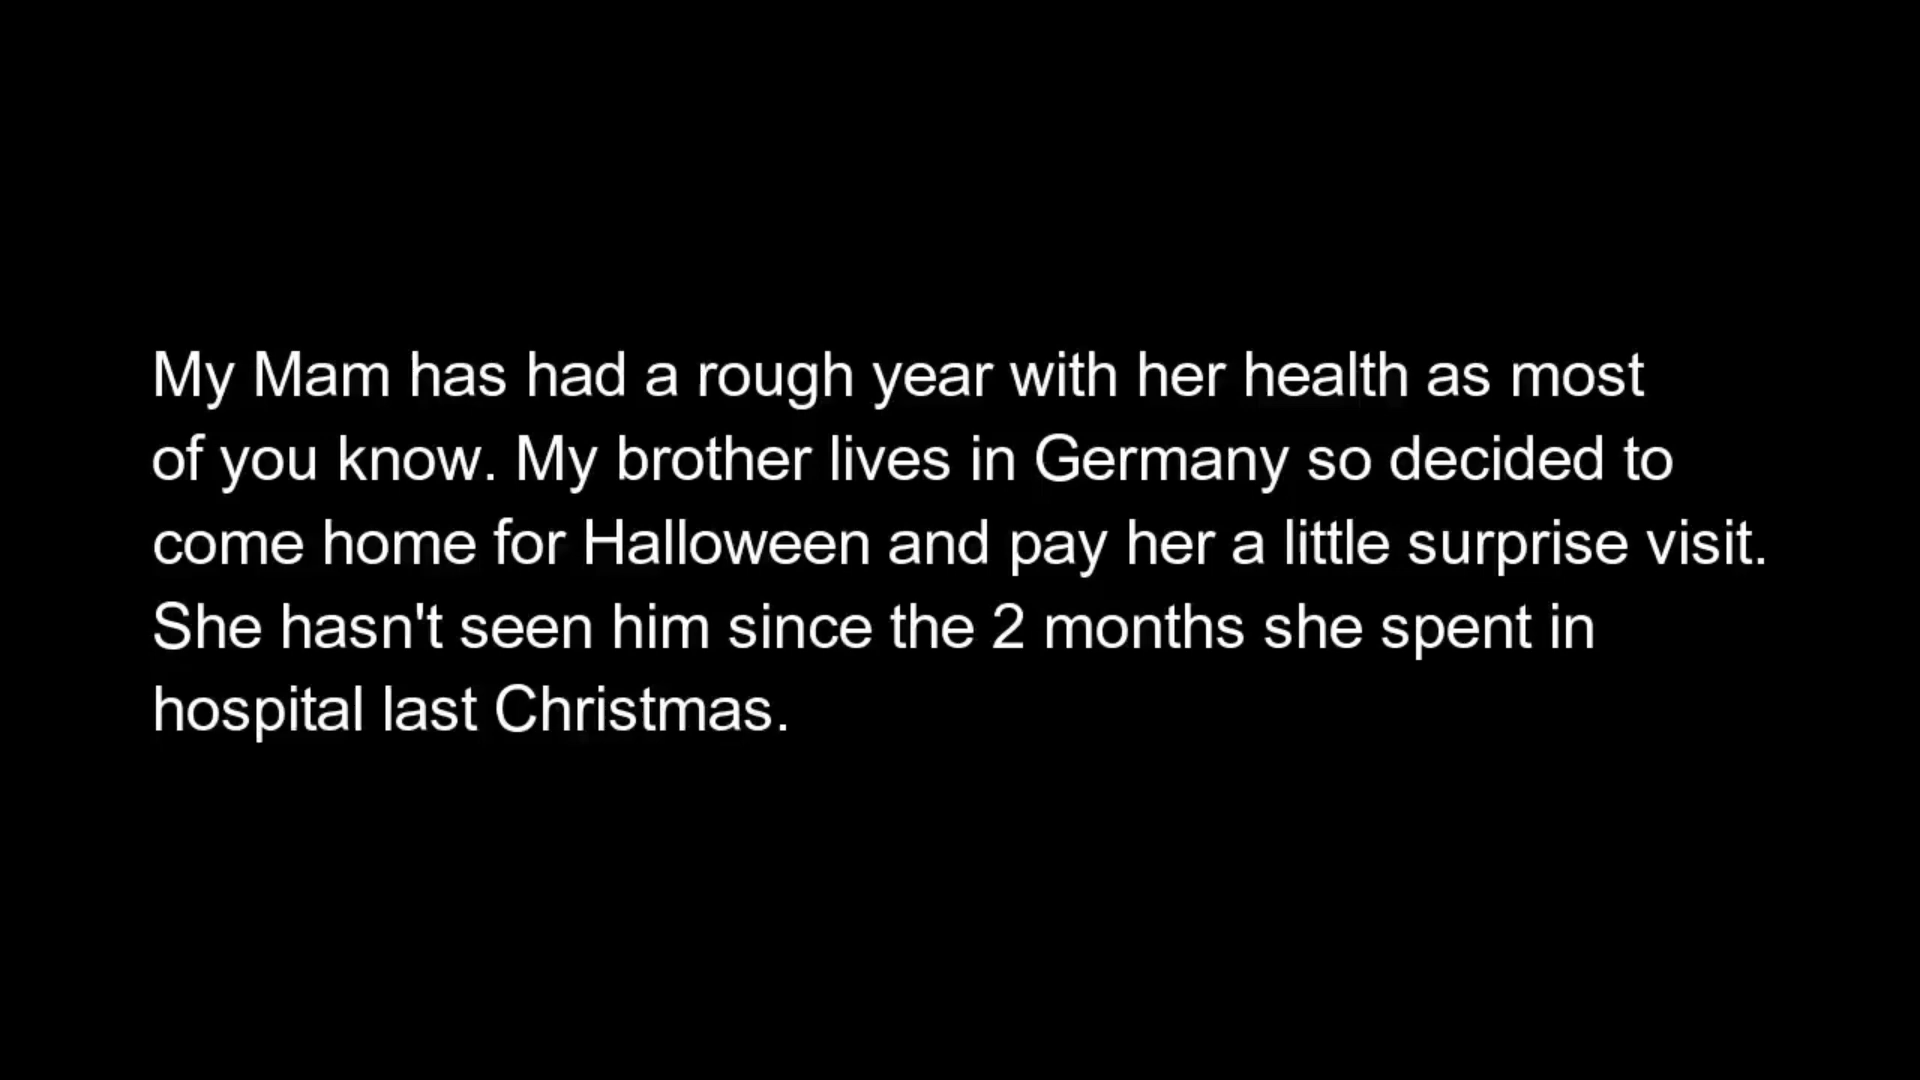 My Mam has had a rough year with her health as most
of you know. My brother lives in Germany so decided to
come home for Halloween and pay her a little surprise visit.
She hasn't seen him since the 2 months she spent in
hospital last Christmas.